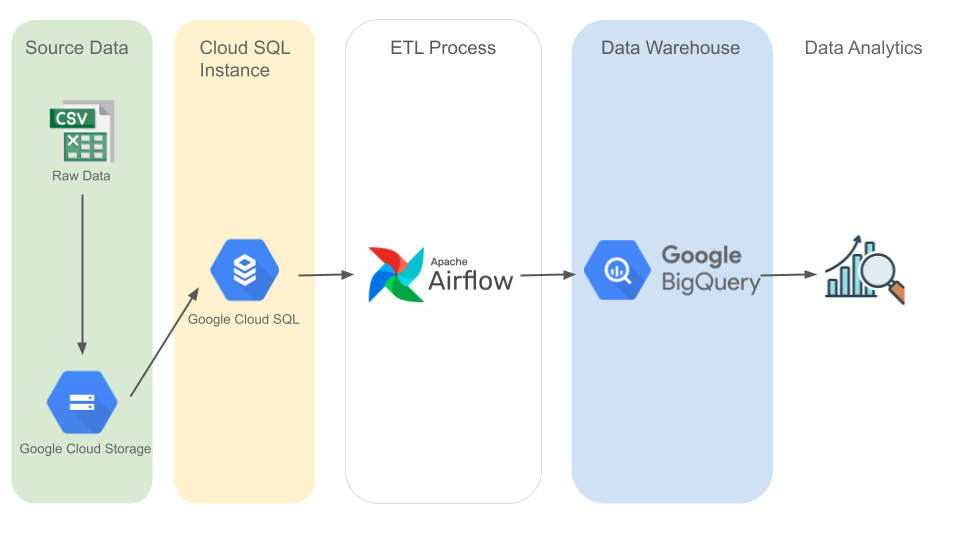 Source Data
CSV
Raw Data
Google Cloud Storage
Cloud SQL
Instance
Google Cloud SQL
ETL Process
Apache
Airflow
Data Warehouse
Google
BigQuery
Data Analytics